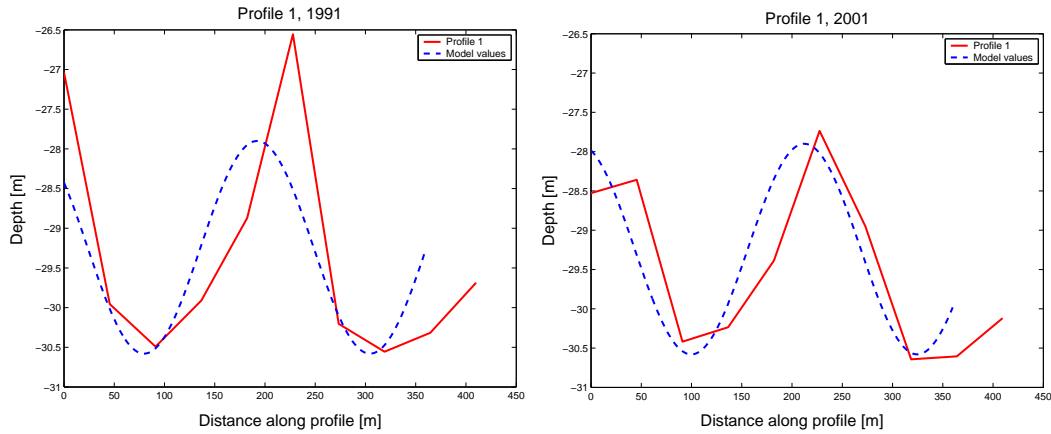 Profile 1, 1991
Profile 1
Model values
−26.5
−27
−27.5
−28
−28.5
−29
−29.5
−30
−30.5
−31
Depth [m]
0 50 100 150 200 250 300 350 400 450
Distance along profile [m]
Profile 1, 2001
Profile 1
Model values
−26.5
−27
−27.5
−28
−28.5
−29
−29.5
−30
−30.5
−31
Depth [m]
0 50 100 150 200 250 300 350 400 450
Distance along profile [m]